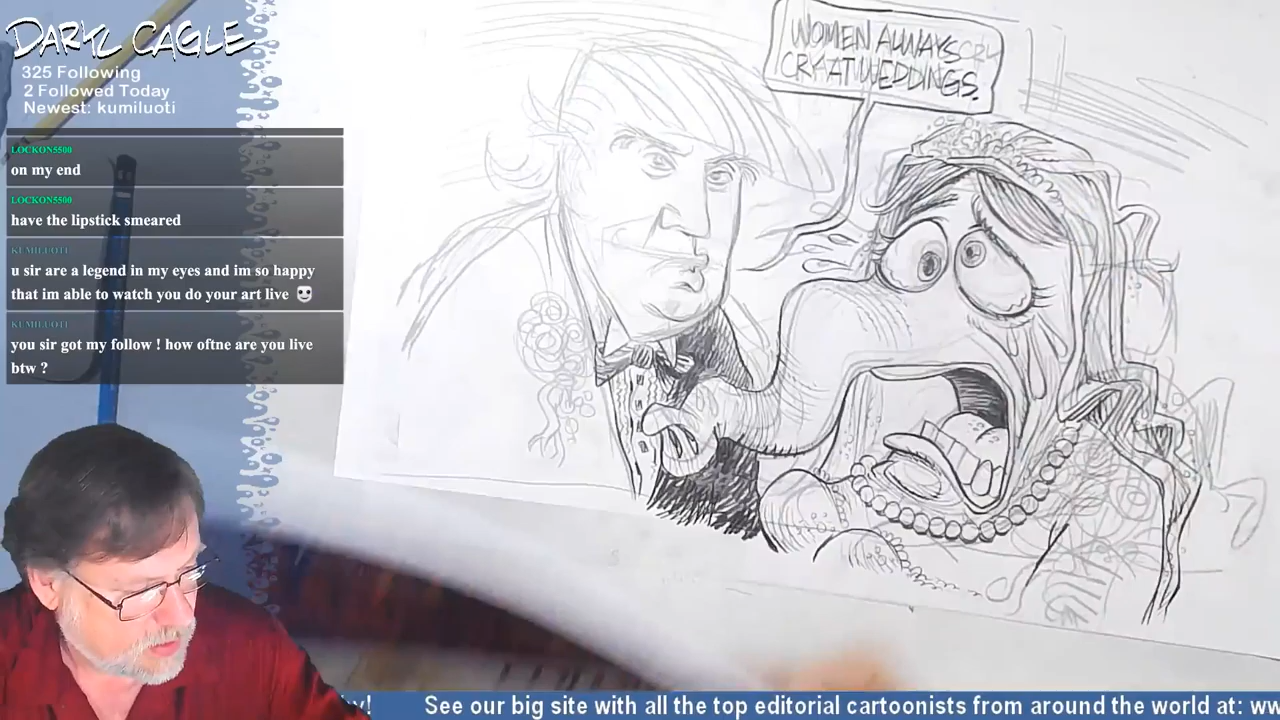 DARYL CAGLE
325 Following
2 Followed Today
Newest: kumiluoti
LOCKON5500
on my end
LOCKON5500
have the lipstick smeared
KUMILUOTI
u sir are a legend in my eyes and im so happy
that im able to watch you do your art live
KUMILUOTI
you sir got my follow ! how oftne are you live
btw ?
WOMEN ALWAYS
CRAAT WEDDINGS.
See our big site with all the top editorial cartoonists from around the world at: ww